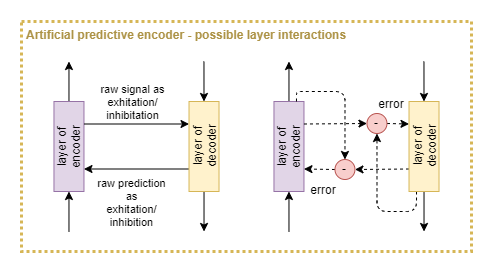 Artificial predictive encoder - possible layer interactions
raw signal as
exhitation/
inhibitation
layer of
encoder
layer of
decoder
raw prediction
as
exhitation/
inhibition
layer of
encoder
error
-
-
error
layer of
decoder